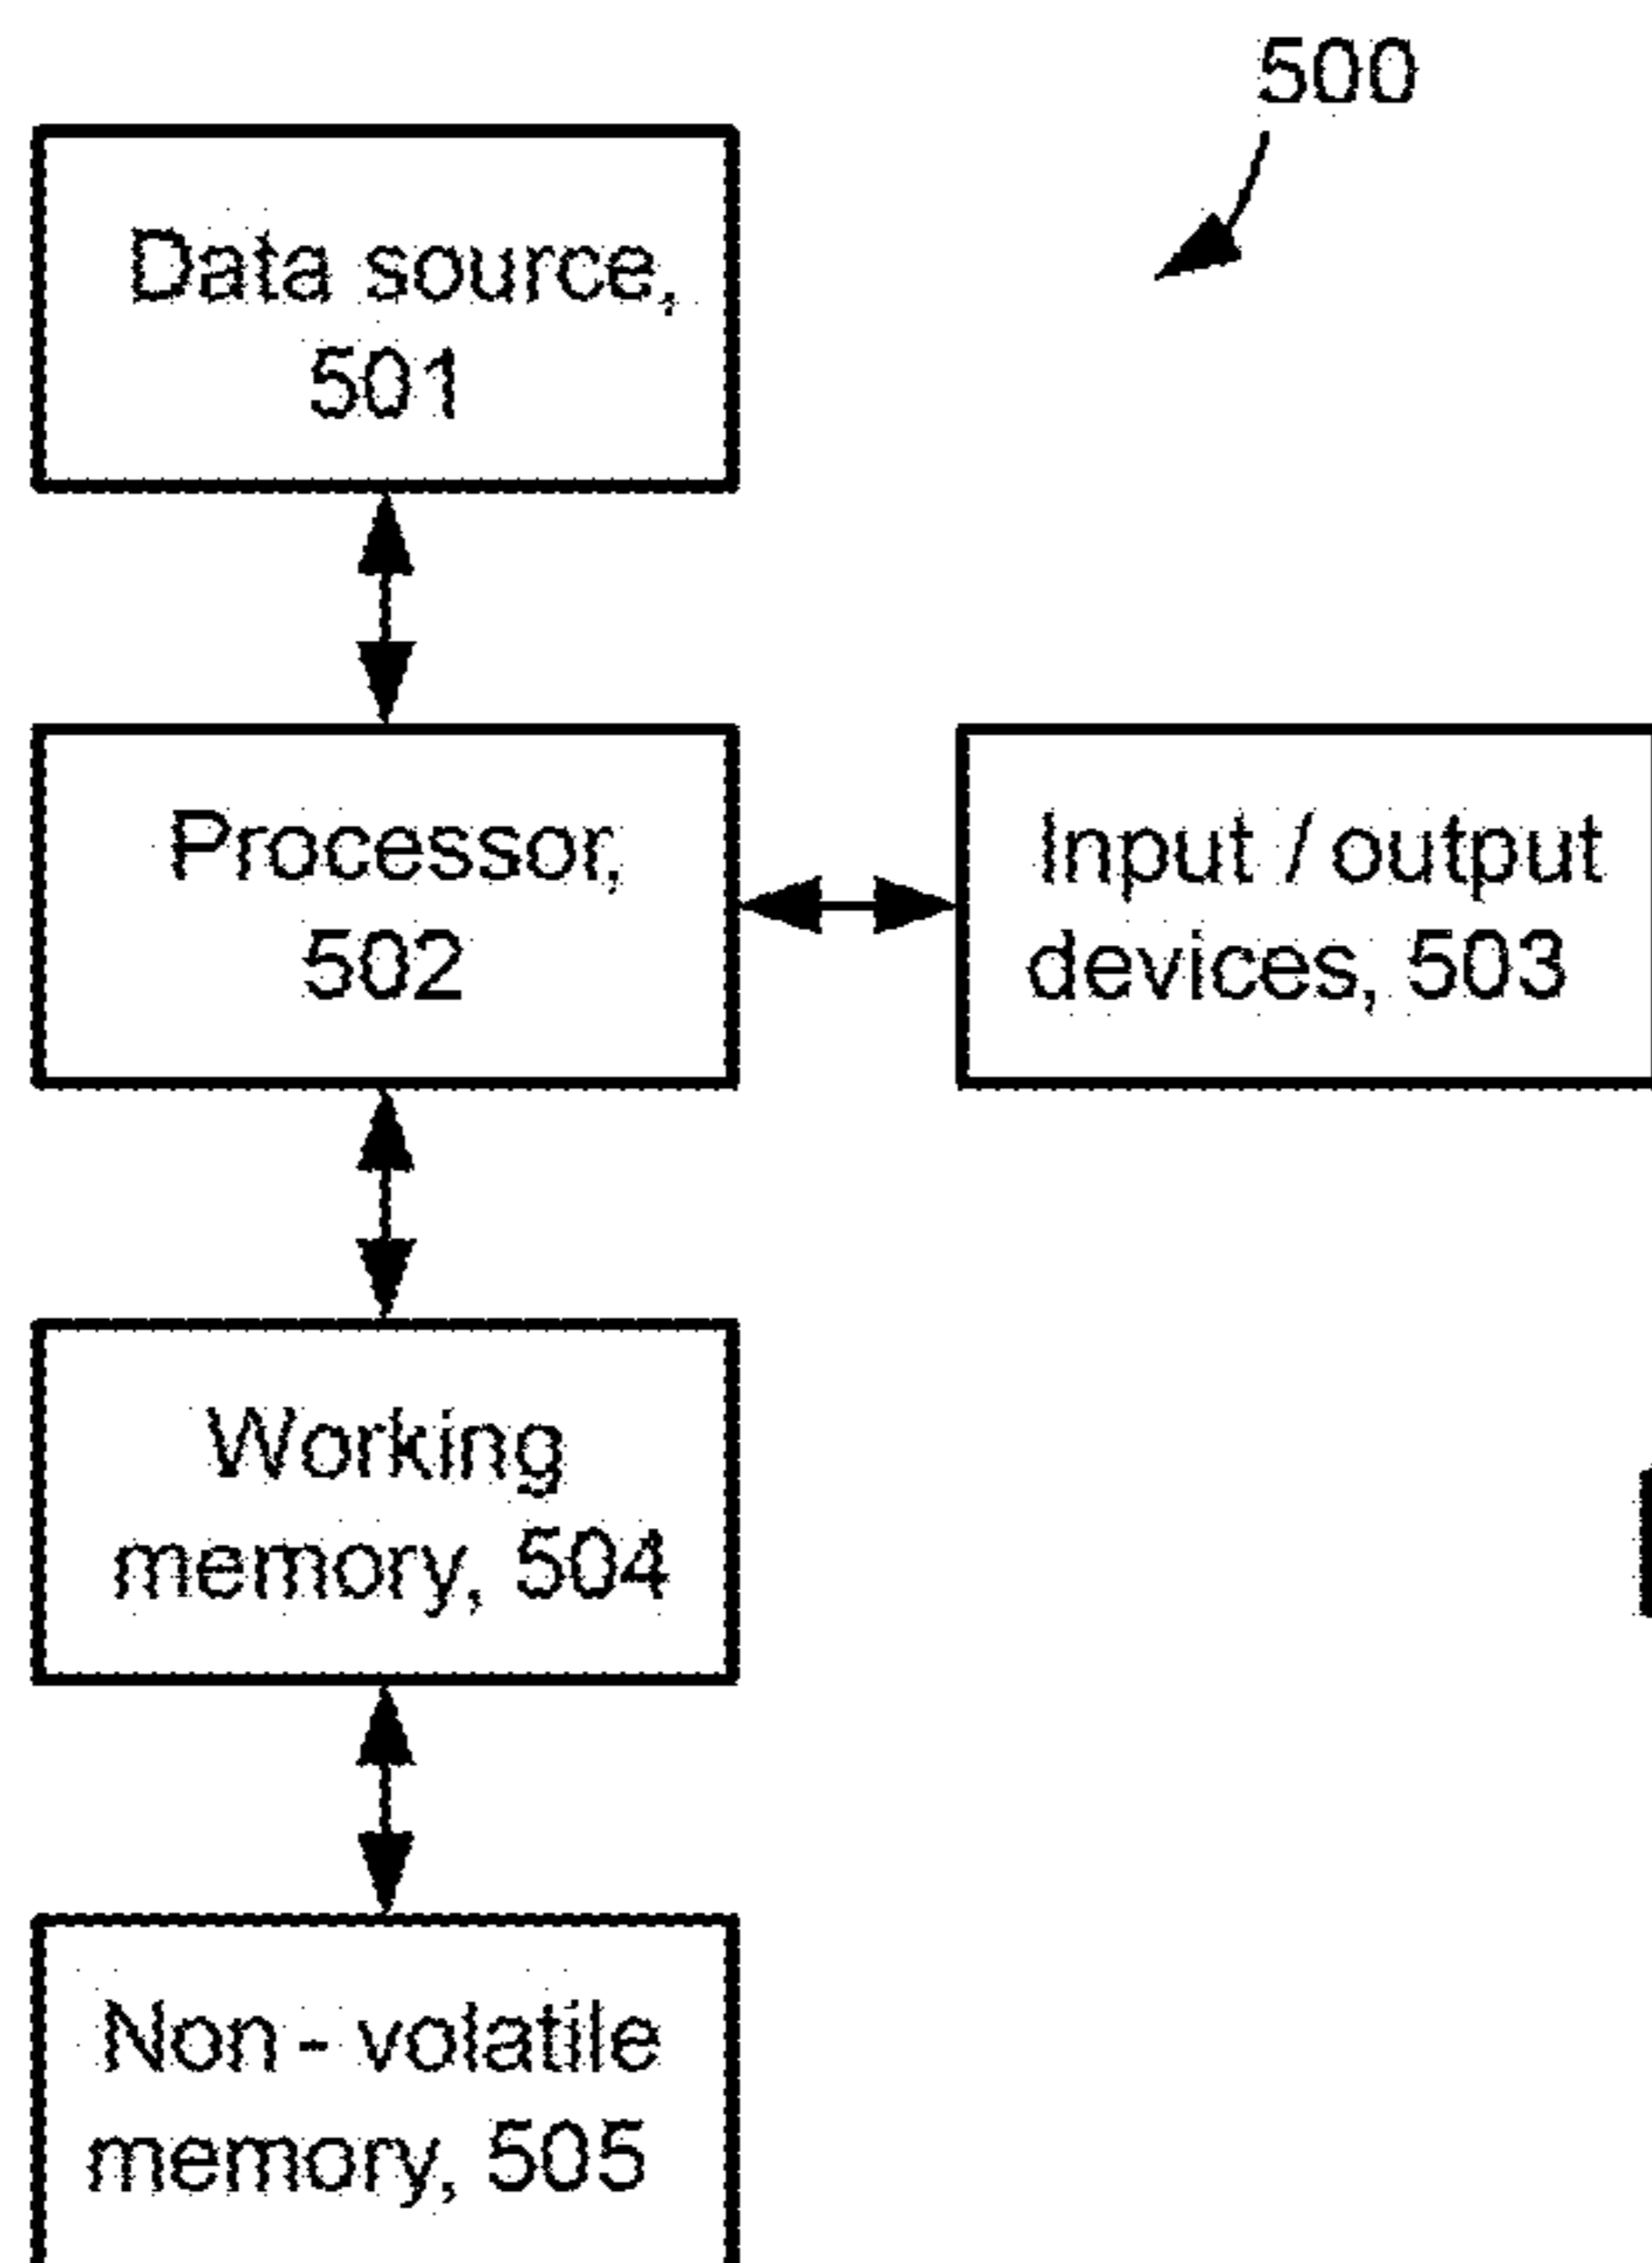 500
Data source,
501
Processor,
502
Input / output
devices, 503
Working
memory, 504
Non - volatile
memory, 505